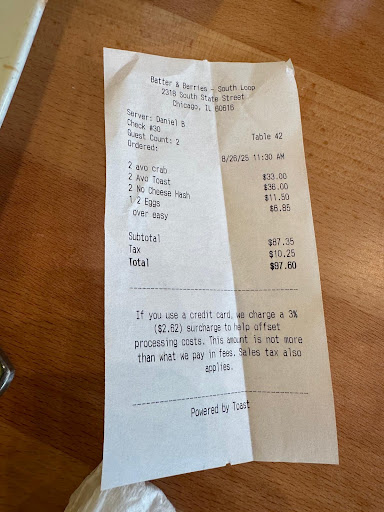 Batter & Berries - South Loop
2319 South State Street
Chicago, IL 60616
Server: Daniel B
Check #30 Table 42
Guest Count: 2
Ordered: 8/26/25 11:30 AM
2 avo crab $33.00
2 Avo Toast $36.00
2 No Cheese Hash $11.50
1 2 Eggs $6.85
over easy
Subtotal $87.35
Tax $10.25
Total $97.60
If you use a credit card, we charge a 3%
($2.62) surcharge to help offset
processing costs. This amount is not more
than what we pay in fees. Sales tax also
applies.
Powered by Toast